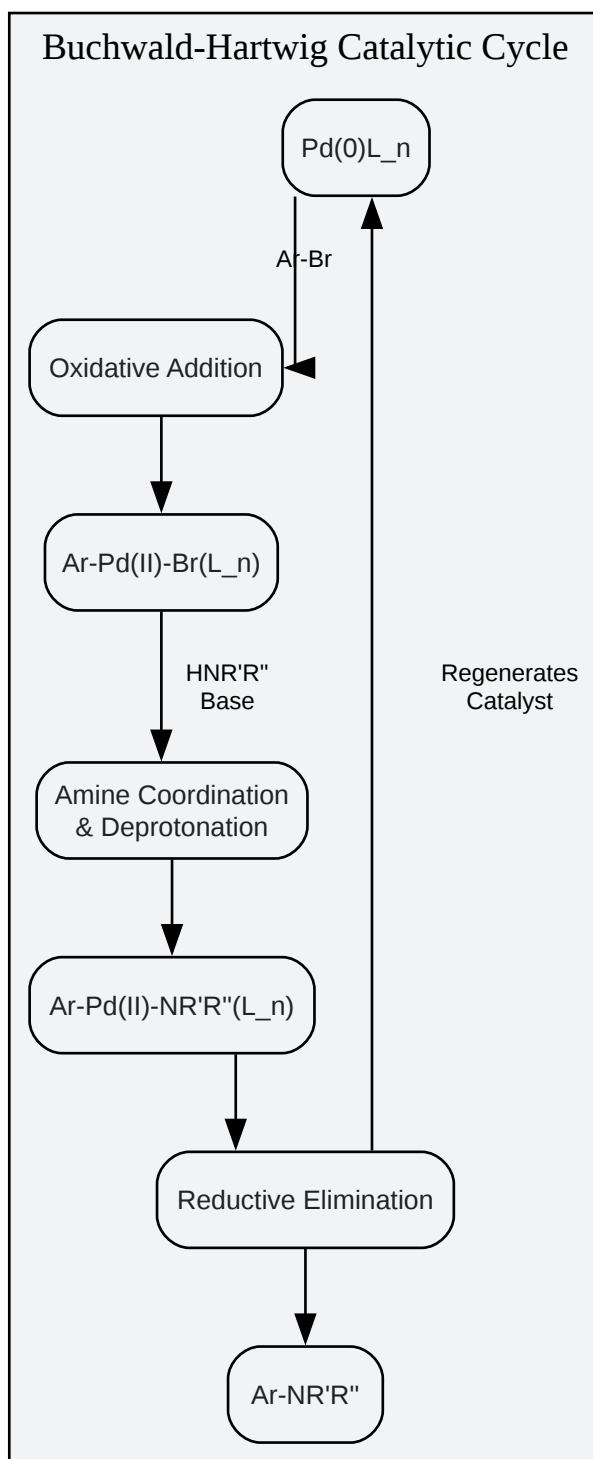 Buchwald-Hartwig Catalytic Cycle
Pd(0)L_n
Ar-Br
Oxidative Addition
Ar-Pd(II)-Br(L_n)
HNR'R''
Base
Regenerates
Catalyst
Amine Coordination
& Deprotonation
Ar-Pd(II)-NR'R''(L_n)
Reductive Elimination
Ar-NR'R''